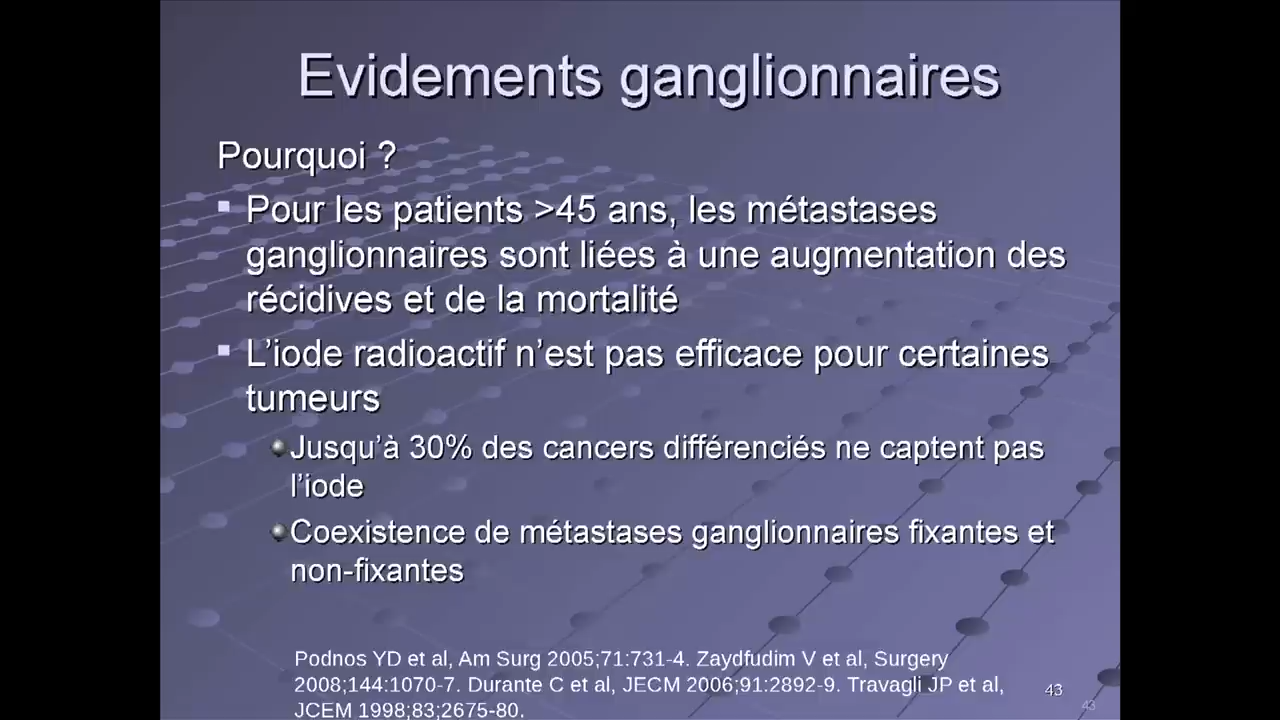 Evidements ganglionnaires
Pourquoi ?
Pour les patients >45 ans, les métastases
ganglionnaires sont liées à une augmentation des
récidives et de la mortalité
L’iode radioactif n’est pas efficace pour certaines
tumeurs
Jusqu’à 30% des cancers différenciés ne captent pas
l’iode
Coexistence de métastases ganglionnaires fixantes et
non-fixantes
Podnos YD et al, Am Surg 2005;71:731-4. Zaydfudim V et al, Surgery
2008;144:1070-7. Durante C et al, JECM 2006;91:2892-9. Travagli JP et al,
JCEM 1998;83;2675-80.
43
43